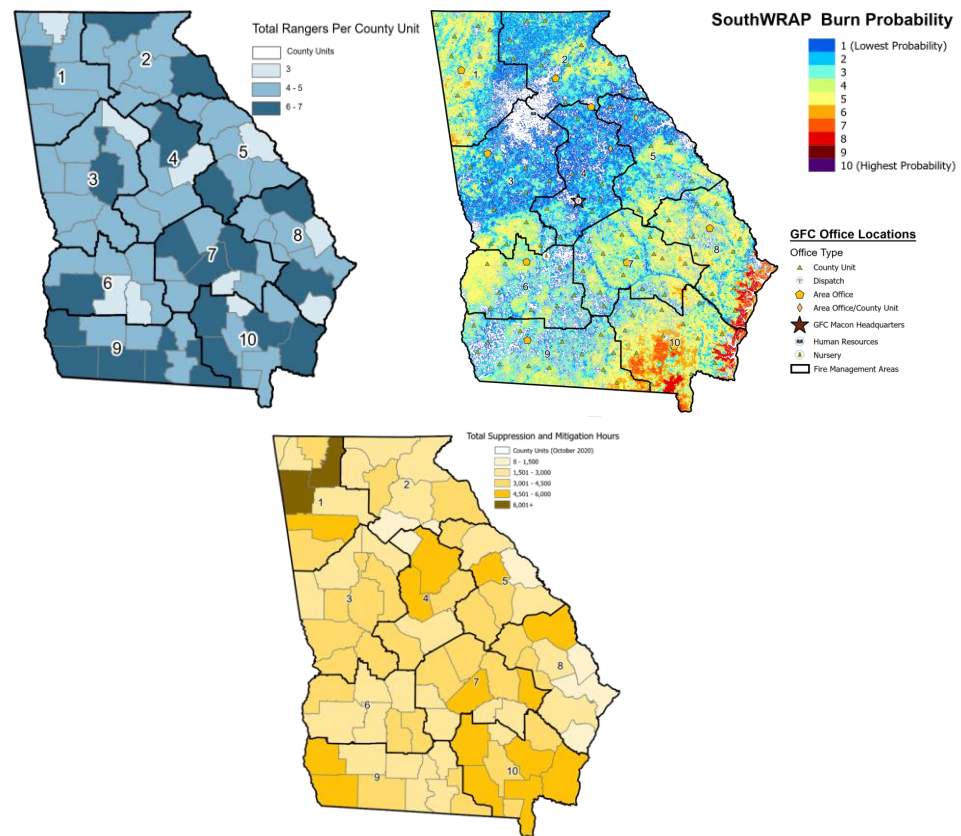 Total Rangers Per County Unit
County Units
3
4 - 5
6 - 7
1
2
3
4
5
6
7
8
9
10
SouthWRAP Burn Probability
1 (Lowest Probability)
2
3
4
5
6
7
8
9
10 (Highest Probability)
GFC Office Locations
Office Type
County Unit
Dispatch
Area Office
Area Office/County Unit
GFC Macon Headquarters
Human Resources
Nursery
Fire Management Areas
1
2
3
4
5
6
7
8
9
10
Total Suppression and Mitigation Hours
County Units (October 2020)
0 - 1,500
1,501 - 3,000
3,001 - 4,500
4,501 - 6,000
6,001+
1
2
3
4
5
6
7
8
9
10